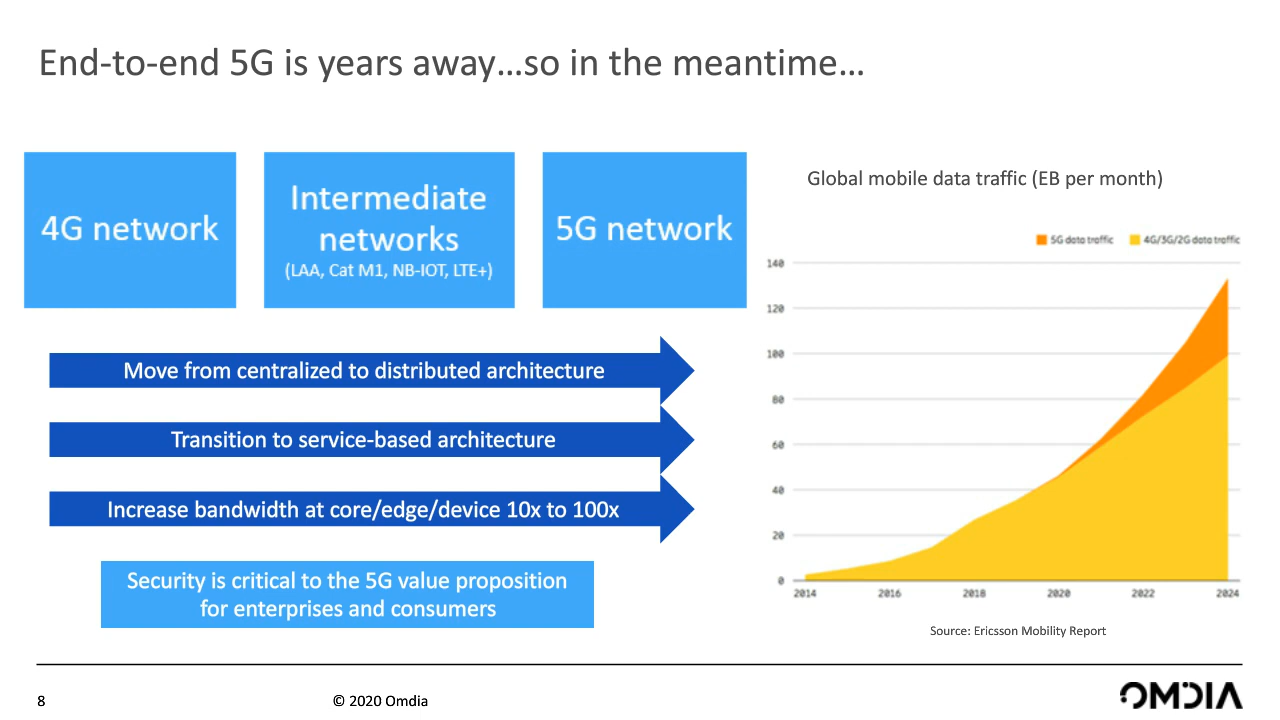 End-to-end 5G is years away…so in the meantime…
4G network
Intermediate
networks
(LAA, Cat M1, NB-IOT, LTE+)
5G network
Move from centralized to distributed architecture
Transition to service-based architecture
Increase bandwidth at core/edge/device 10x to 100x
Security is critical to the 5G value proposition
for enterprises and consumers
Global mobile data traffic (EB per month)
5G data traffic 4G/3G/2G data traffic
140
120
100
80
60
40
20
0
2014 2016 2018 2020 2022 2024
Source: Ericsson Mobility Report
8
© 2020 Omdia
OMDIA